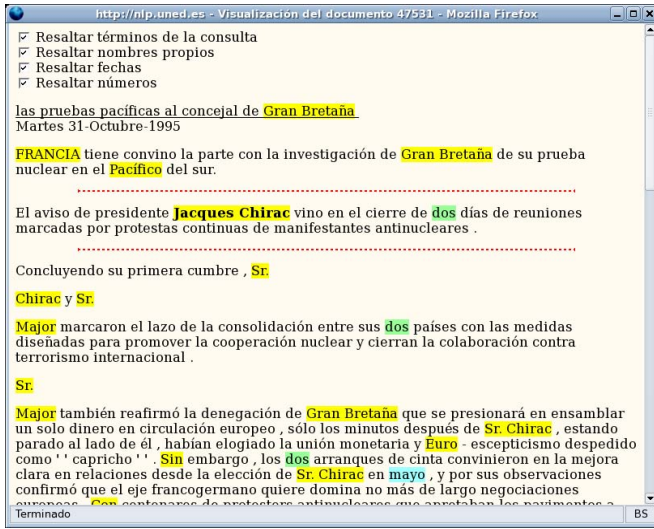 http://nlp.uned.es - Visualización del documento 47531 - Mozilla Firefox
Resaltar términos de la consulta
Resaltar nombres propios
Resaltar fechas
Resaltar números
las pruebas pacíficas al concejal de Gran Bretaña
Martes 31-Octubre-1995
FRANCIA tiene convino la parte con la investigación de Gran Bretaña de su prueba
nuclear en el Pacífico del sur.
El aviso de presidente Jacques Chirac vino en el cierre de dos días de reuniones
marcadas por protestas continuas de manifestantes antinucleares .
Concluyendo su primera cumbre , Sr.
Chirac y Sr.
Major marcaron el lazo de la consolidación entre sus dos países con las medidas
diseñadas para promover la cooperación nuclear y cierran la colaboración contra
terrorismo internacional .
Sr.
Major también reafirmó la denegación de Gran Bretaña que se presionará en ensamblar
un solo dinero en circulación europeo , sólo los minutos después de Sr. Chirac , estando
parado al lado de él , habían elogiado la unión monetaria y Euro - escepticismo despedido
como ' ' capricho ' ' . Sin embargo , los dos arranques de cinta convinieron en la mejora
clara en relaciones desde la elección de Sr. Chirac en mayo , y por sus observaciones
confirmó que el eje francogermano quiere domina no más de largo negociaciones
europeas . Con centenares de protesters antinucleares que apretaban los pavimentos a
Terminado
BS